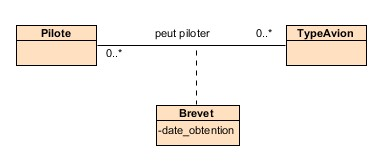 peut piloter
Pilote
0..*
0..*
TypeAvion
Brevet
-date_obtention